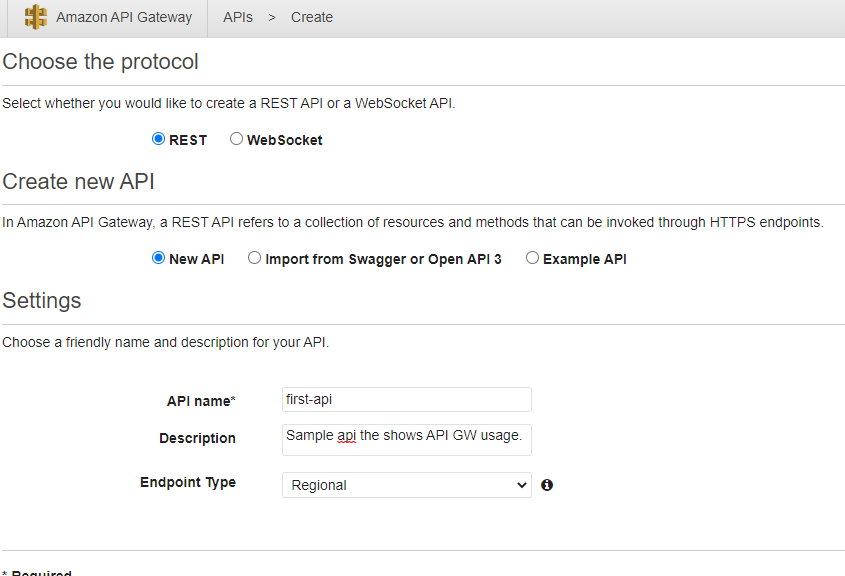 Amazon API Gateway APIs > Create
Choose the protocol
Select whether you would like to create a REST API or a WebSocket API.
REST WebSocket
Create new API
In Amazon API Gateway, a REST API refers to a collection of resources and methods that can be invoked through HTTPS endpoints.
New API Import from Swagger or Open API 3 Example API
Settings
Choose a friendly name and description for your API.
API name* first-api
Description Sample api the shows API GW usage.
Endpoint Type Regional
* Required